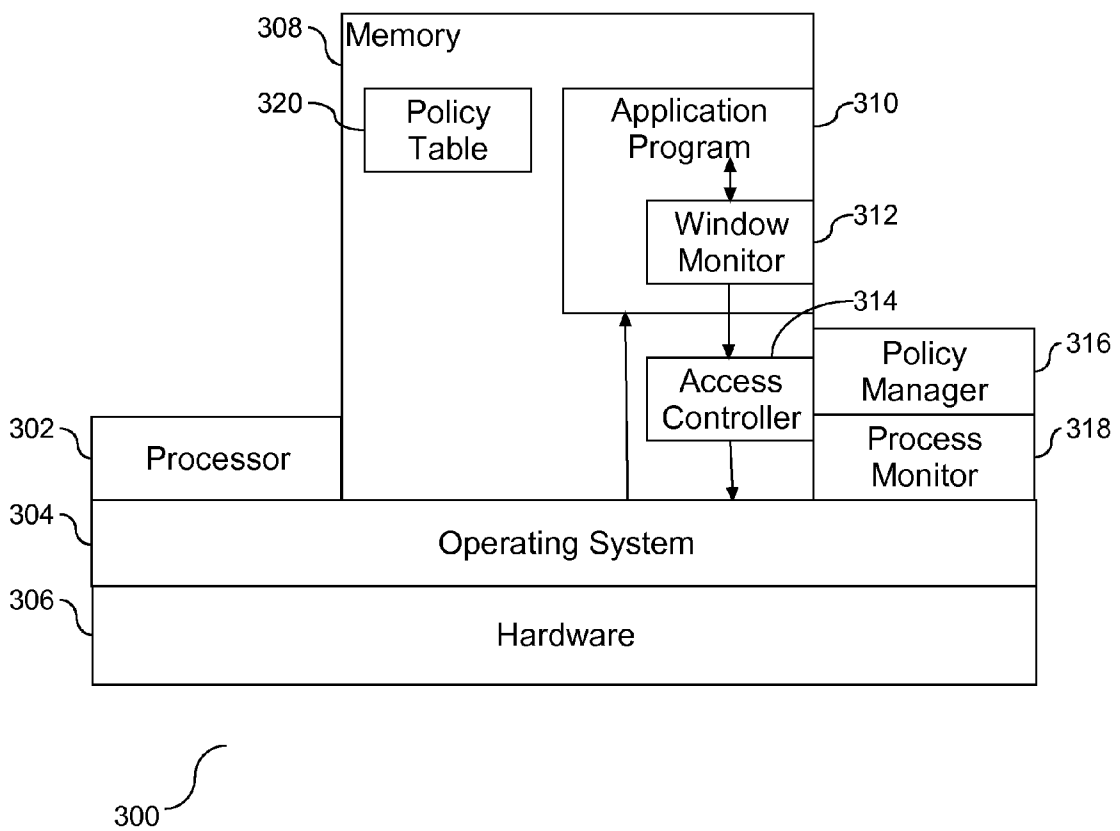 308
Memory
320
Policy
Table
Application
Program
310
Window
Monitor
312
314
Access
Controller
Policy
Manager
316
302
Processor
Process
Monitor
318
304
Operating System
306
Hardware
300